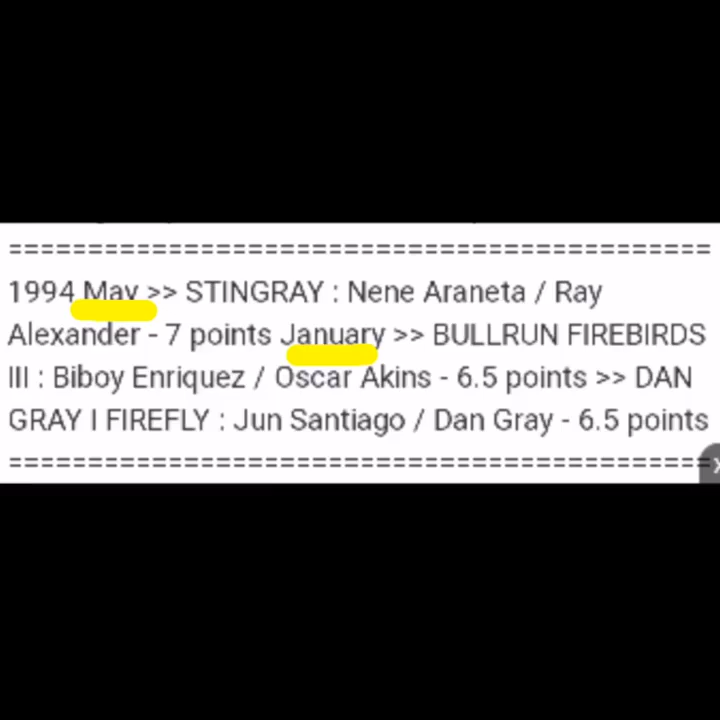 ============================================
1994 May >> STINGRAY : Nene Araneta / Ray
Alexander - 7 points January >> BULLRUN FIREBIRDS
III : Biboy Enriquez / Oscar Akins - 6.5 points >> DAN
GRAY I FIREFLY : Jun Santiago / Dan Gray - 6.5 points
============================================